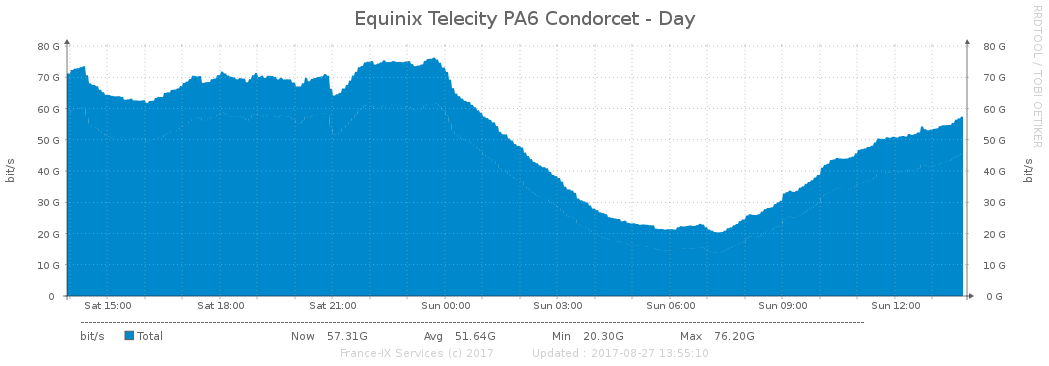 Equinix Telecity PA6 Condorcet - Day
RRDTOOL / TOBI OETIKER
80 G 80 G
70 G 70 G
60 G 60 G
50 G 50 G
40 G 40 G
30 G 30 G
20 G 20 G
10 G 10 G
0 0 G
bit/s bit/s
Sat 15:00 Sat 18:00 Sat 21:00 Sun 00:00 Sun 03:00 Sun 06:00 Sun 09:00 Sun 12:00
bit/s Total Now 57.31G Avg 51.64G Min 20.30G Max 76.20G
France-IX Services (c) 2017 Updated : 2017-08-27 13:55:10